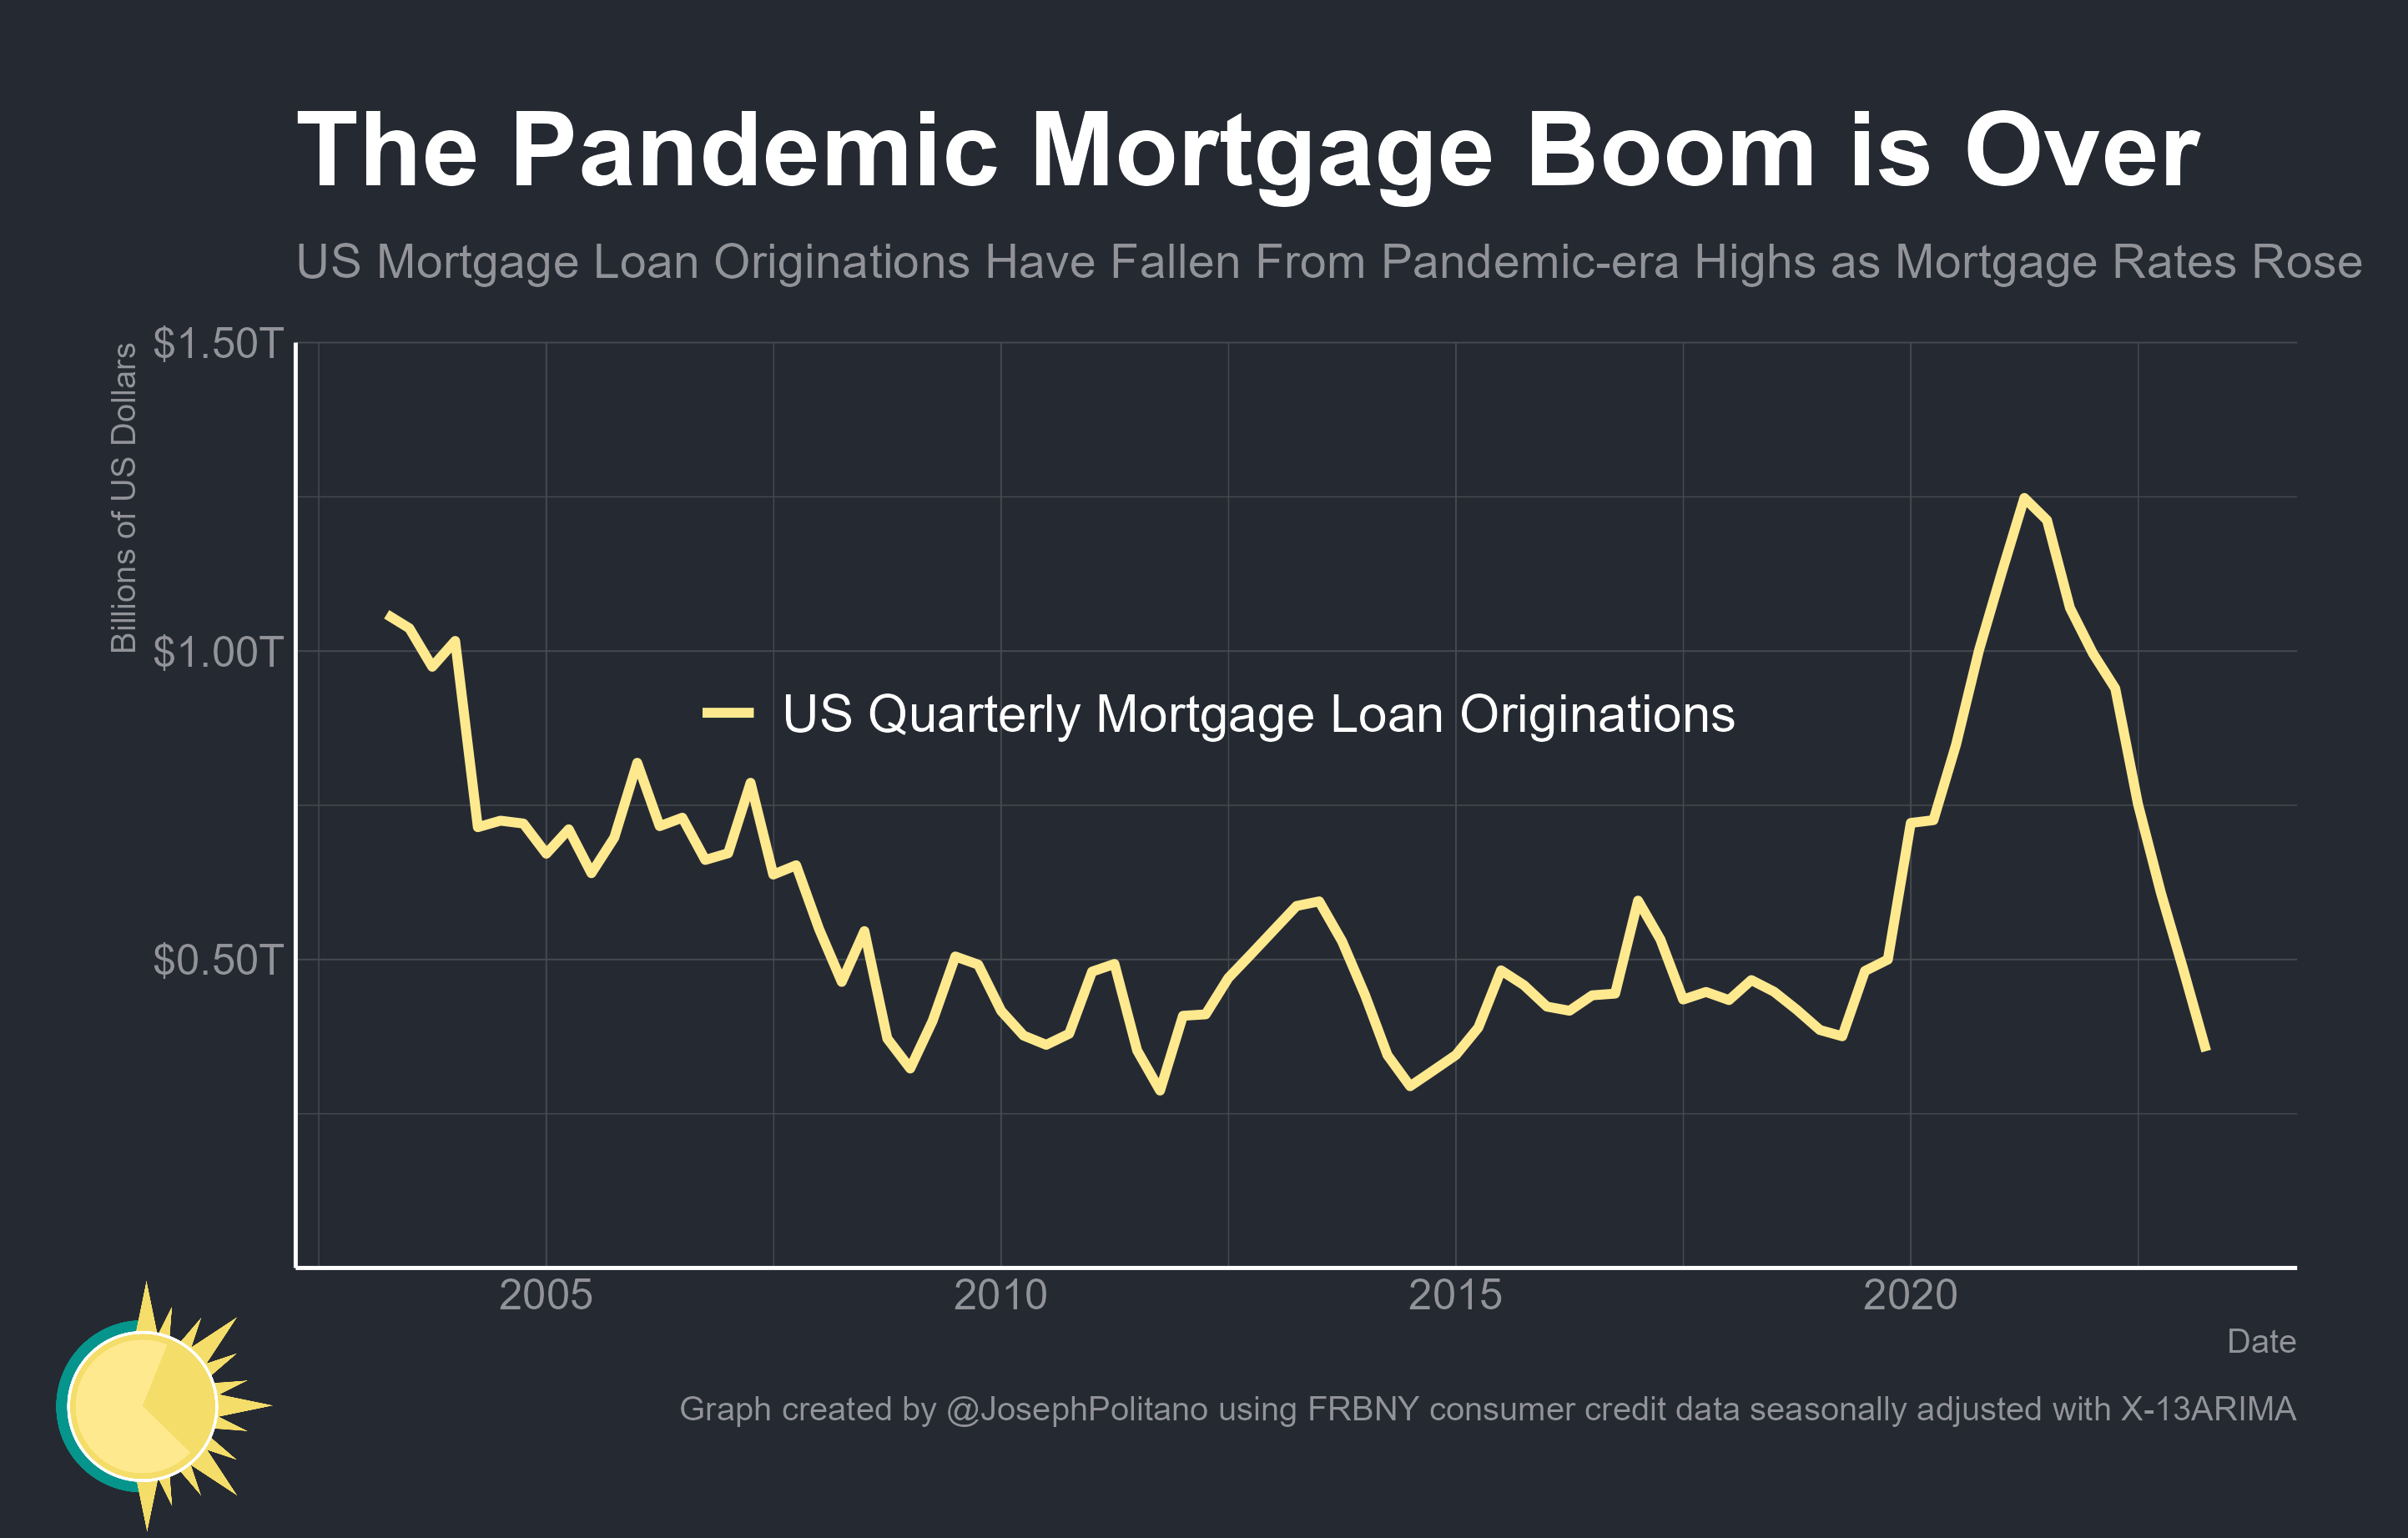 The Pandemic Mortgage Boom is Over
US Mortgage Loan Originations Have Fallen From Pandemic-era Highs as Mortgage Rates Rose
Billions of US Dollars
$1.50T
$1.00T
$0.50T
US Quarterly Mortgage Loan Originations
2005 2010 2015 2020
Date
Graph created by @JosephPolitano using FRBNY consumer credit data seasonally adjusted with X-13ARIMA